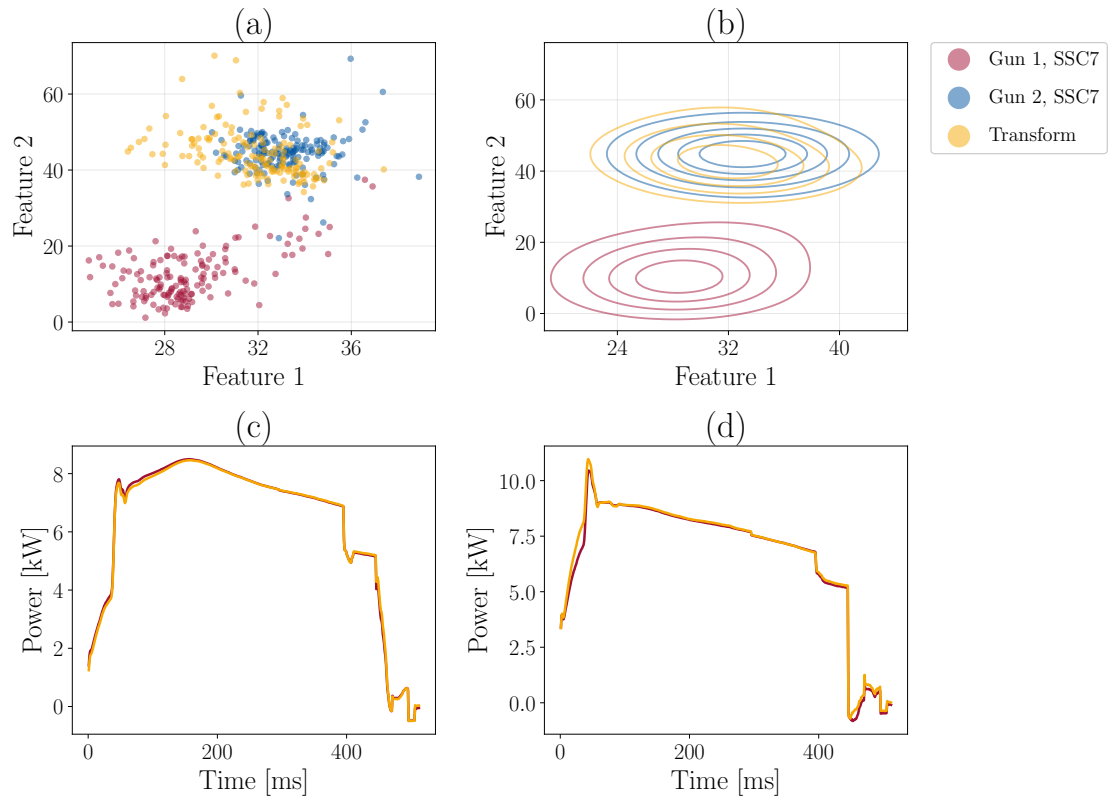 (a)
60
40
20
0
28
32
36
Feature 1
Feature 2
(b)
60
40
20
0
24
32
40
Feature 1
Feature 2
Gun 1, SSC7
Gun 2, SSC7
Transform
(c)
8
6
4
2
0
0
200
400
Time [ms]
Power [kW]
(d)
10.0
7.5
5.0
2.5
0.0
0
200
400
Time [ms]
Power [kW]